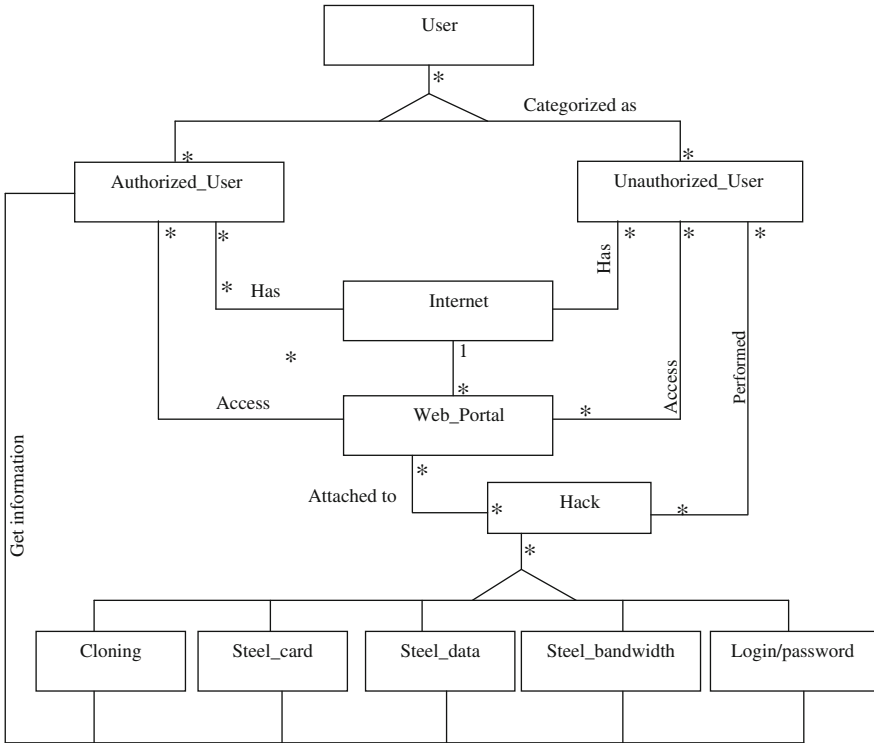 User
*
Categorized as
* *
Authorized_User Unauthorized_User
* * * * *
Has
* Has Internet
1
*
Access Performed
Access *
Web_Portal *
*
Attached to
* Hack *
Get information
*
Cloning Steel_card Steel_data Steel_bandwidth Login/password